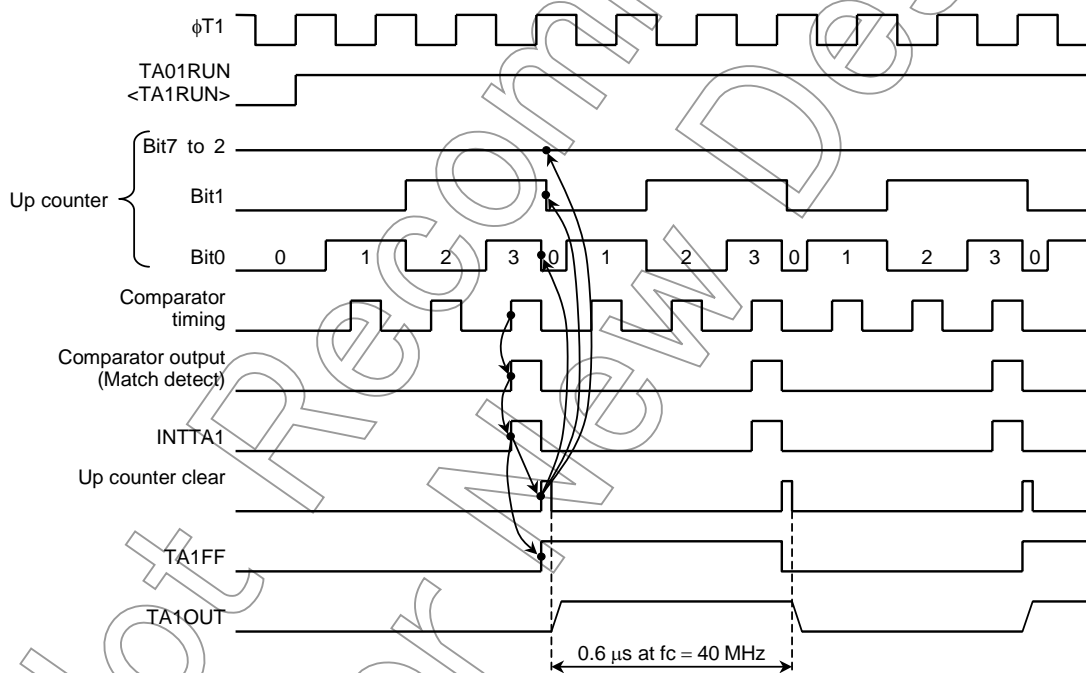 φT1
TA01RUN
<TA1RUN>
Bit7 to 2
Up counter
Bit1
Bit0
0 1 2 3 0 1 2 3 0 1 2 3 0
Comparator
timing
Comparator output
(Match detect)
INTTA1
Up counter clear
TA1FF
TA1OUT
0.6 μs at fc = 40 MHz